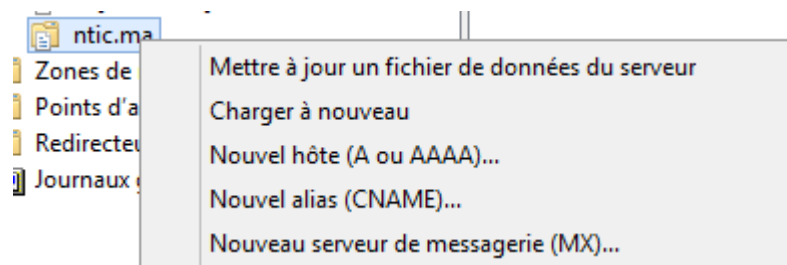 ntic.ma
Zones de
Points d'a
Redirecteu
Journaux
Mettre à jour un fichier de données du serveur
Charger à nouveau
Nouvel hôte (A ou AAAA)...
Nouvel alias (CNAME)...
Nouveau serveur de messagerie (MX)...